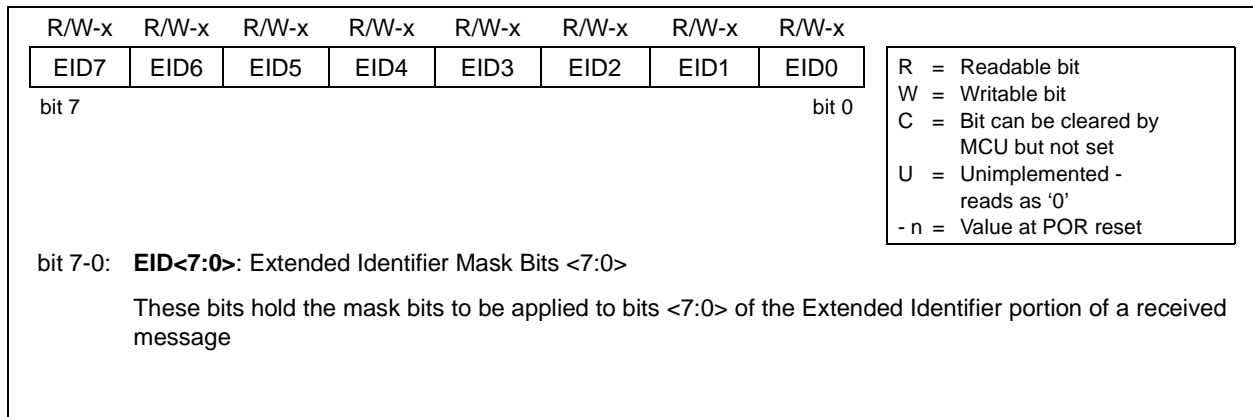 R/W-x R/W-x R/W-x R/W-x R/W-x R/W-x R/W-x R/W-x
EID7 EID6 EID5 EID4 EID3 EID2 EID1 EID0
bit 7 bit 0
R = Readable bit
W = Writable bit
C = Bit can be cleared by
MCU but not set
U = Unimplemented -
reads as ‘0’
- n = Value at POR reset
bit 7-0: EID<7:0>: Extended Identifier Mask Bits <7:0>
These bits hold the mask bits to be applied to bits <7:0> of the Extended Identifier portion of a received
message